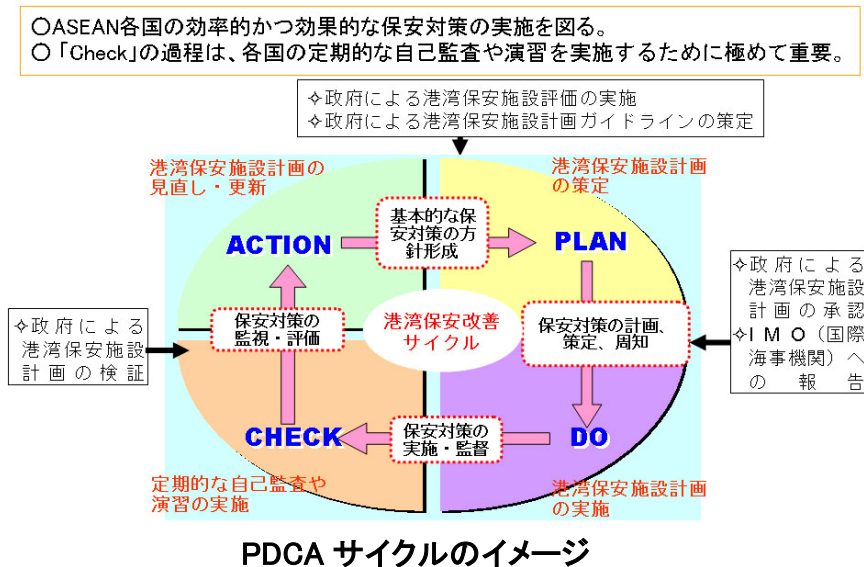 〇ASEAN各国の効率的かつ効果的な保安対策の実施を図る。
〇「Check」の過程は、各国の定期的な自己監査や演習を実施するために極めて重要。
✧政府による港湾保安施設評価の実施
✧政府による港湾保安施設計画ガイドラインの策定
港湾保安施設計画の
見直し・更新
港湾保安施設計画
の策定
基本的な保
安対策の方
針形成
ACTION
PLAN
✧政府による
港湾保安施設
計画の承認
✧IMO（国際
海事機関）へ
の報告
✧政府による
港湾保安施設
計画の検証
保安対策の
監視・評価
港湾保安改善
サイクル
保安対策の計画、
策定、周知
CHECK
保安対策の
実施・監督
DO
定期的な自己監査や
演習の実施
港湾保安施設計画
の実施
PDCA サイクルのイメージ